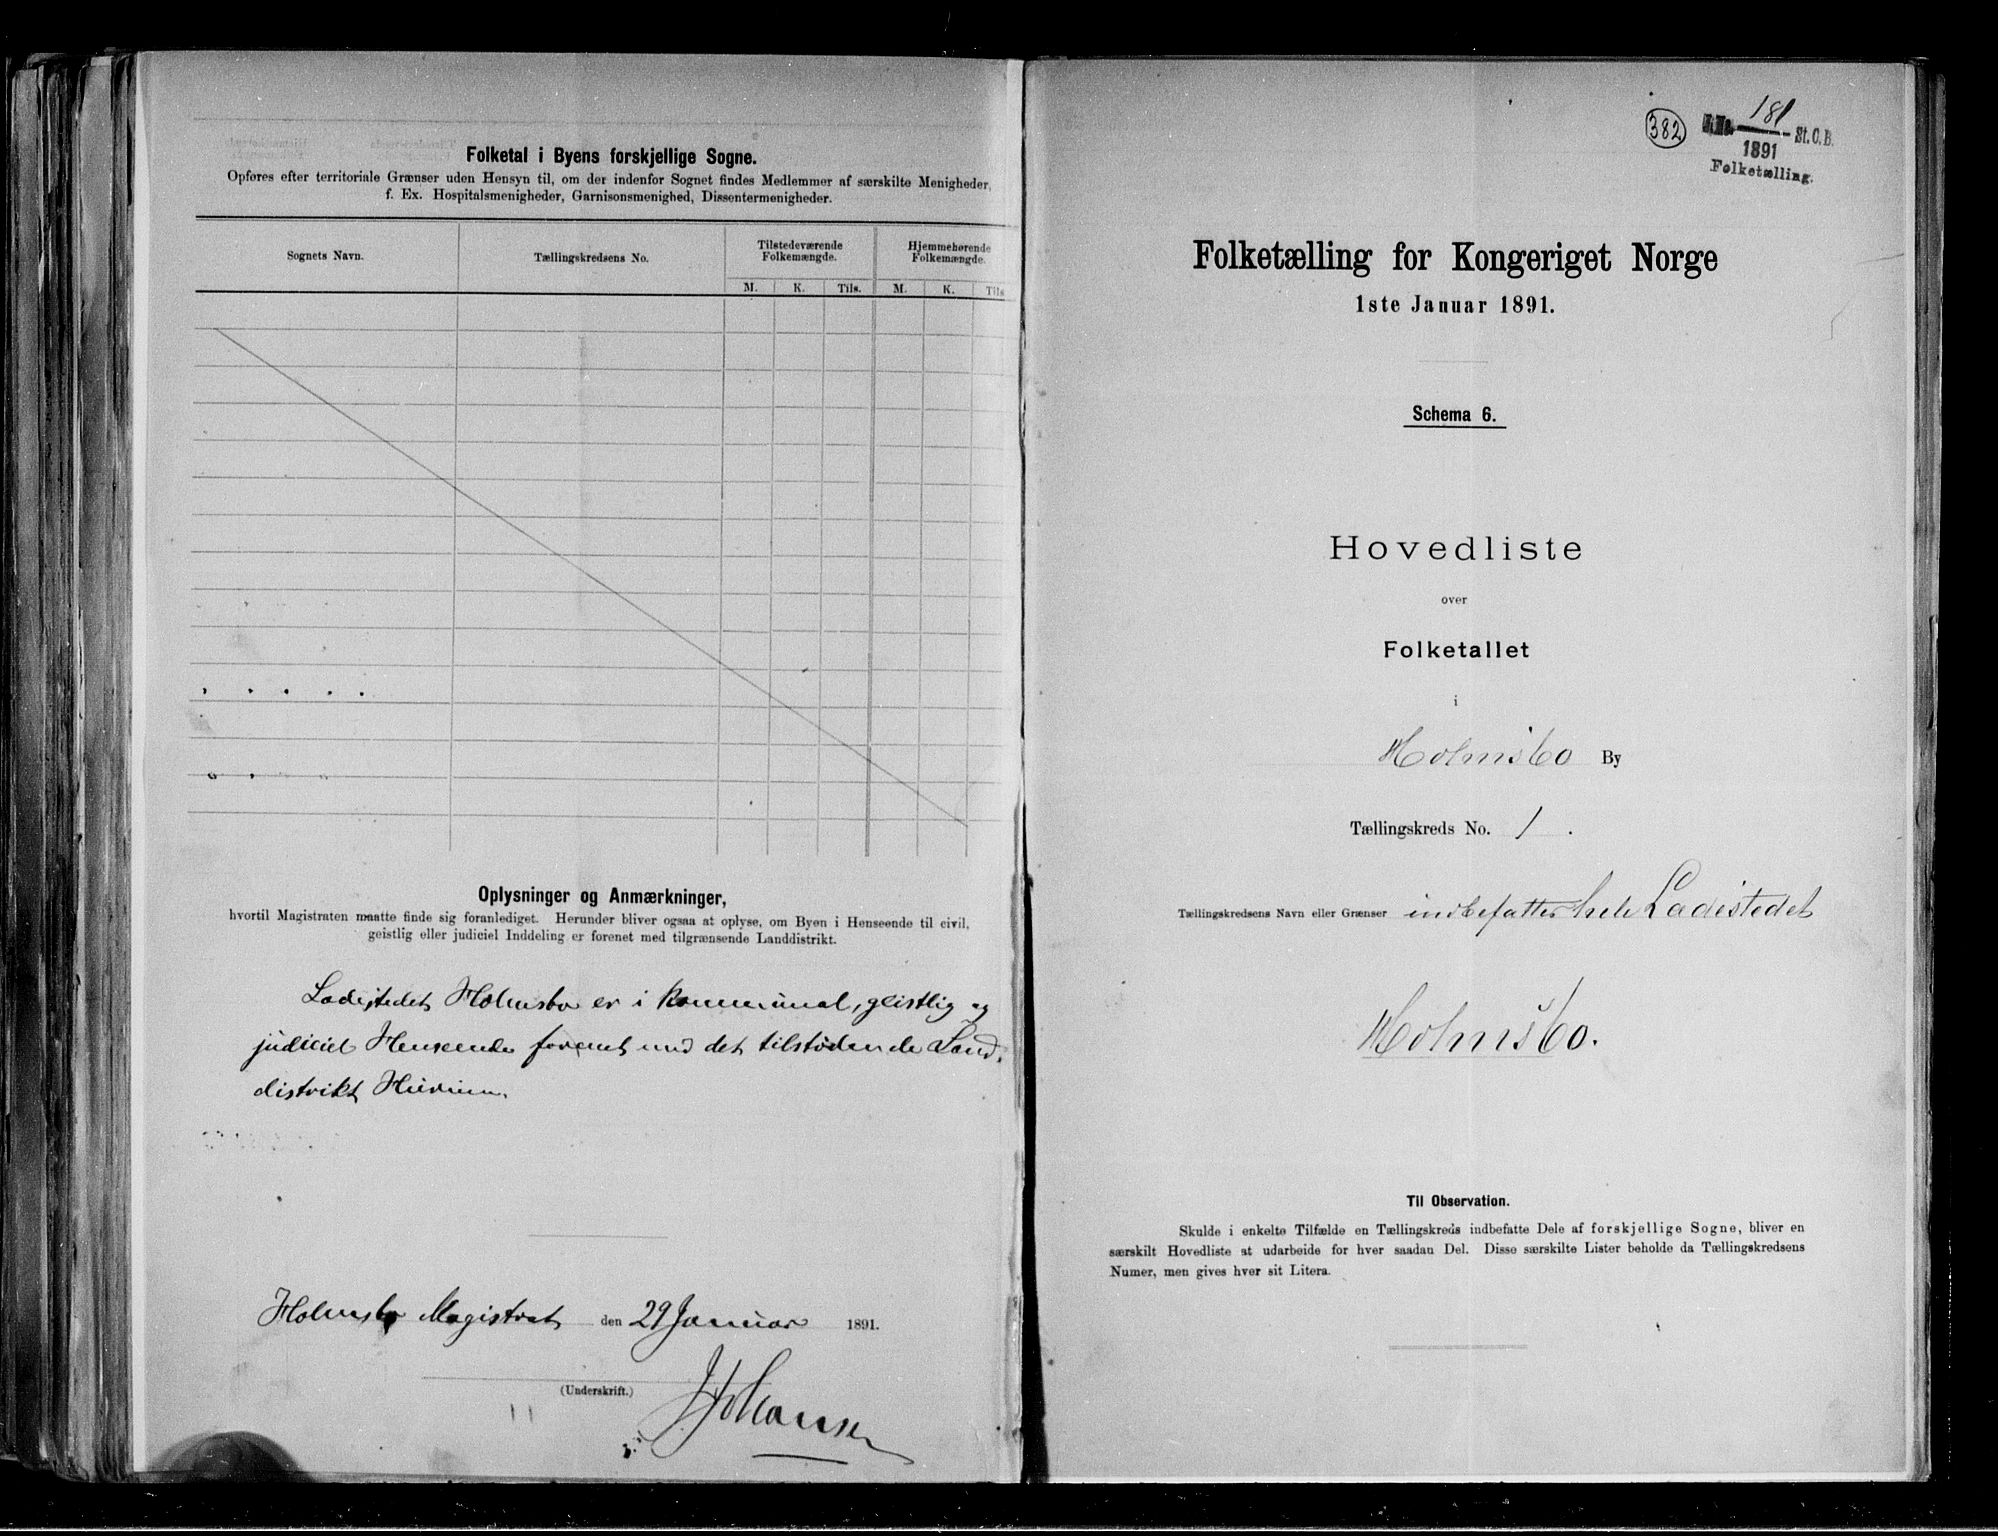 Folketal i Byens forskjellige Sogne.
Opføres efter territoriale Grænser uden Hensyn til, om der indenfor Sognet findes Medlemmer af særskilte Menigheder,
f. Ex. Hospitalsmenigheder, Garnisonsmenighed, Dissentermenigheder.
Sognets Navn.
Tællingskredsens No.
Tilstedeværende Folkemængde.
Hjemmehørende Folkemængde.
M. K. Tils. M. K. Tils
Oplysninger og Anmærkninger,
hvortil Magistraten maatte finde sig foranlediget. Herunder bliver ogsaa at oplyse, om Byen i Henseende til civil,
geistlig eller judiciel Inddeling er forenet med tilgrænsende Landdistrikt.
Ladestedet Holmsbo er i kommunal, geistlig og
judiciel Henseende forenet med det tilstødende Land-
distrikt Hurum.
Holmsbo Magistrat den 29 Januar 1891.
(Underskrift.)
382
181
J.No. St.C.B.
1891
Folketælling.
Folketælling for Kongeriget Norge
1ste Januar 1891.
Schema 6.
Hovedliste
over
Folketallet
i
Holmsbo By
Tællingskreds No. 1.
Tællingskredsens Navn eller Grænser indbefatter hele Ladestedet
Holmsbo.
Til Observation.
Skulde i enkelte Tilfælde en Tællingskreds indbefatte Dele af forskjellige Sogne, bliver en
særskilt Hovedliste at udarbeide for hver saadan Del. Disse særskilte Lister beholde da Tællingskredsens
Numer, men gives hver sit Litera.